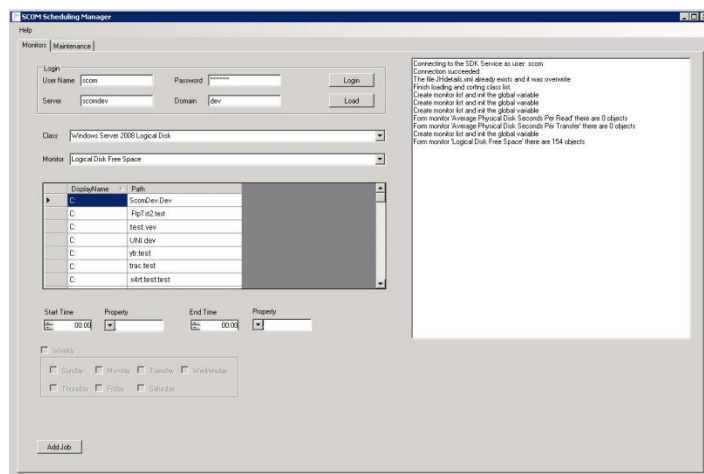 SCOM Scheduling Manager
Help
Monitors Maintenance
Login
User Name scom Password ******** Login
Server scomdev Domain dev Load
Class Windows Server 2008 Logical Disk
Monitor Logical Disk Free Space
DisplayName Path
C: ScomDev.Dev
C: FtpTst2.test
C: test.vev
C: UNI.dev
C: ytr.test
C: trac.test
C: x4rt.test.test
Start Time Property End Time Property
00:00 00:00
Weekly
Sunday Monday Tuesday Wednesday
Thursday Friday Saturday
Add Job
Connecting to the SDK Service as user: scom
Connection succeeded.
The file JHdetails.xml already exists and it was overwrite
Finish loading and sorting class list.
Create monitor list and init the global variable
Create monitor list and init the global variable
Create monitor list and init the global variable
Form monitor 'Average Physical Disk Seconds Per Read' there are 0 objects
Form monitor 'Average Physical Disk Seconds Per Transfer' there are 0 objects
Create monitor list and init the global variable
Form monitor 'Logical Disk Free Space' there are 154 objects